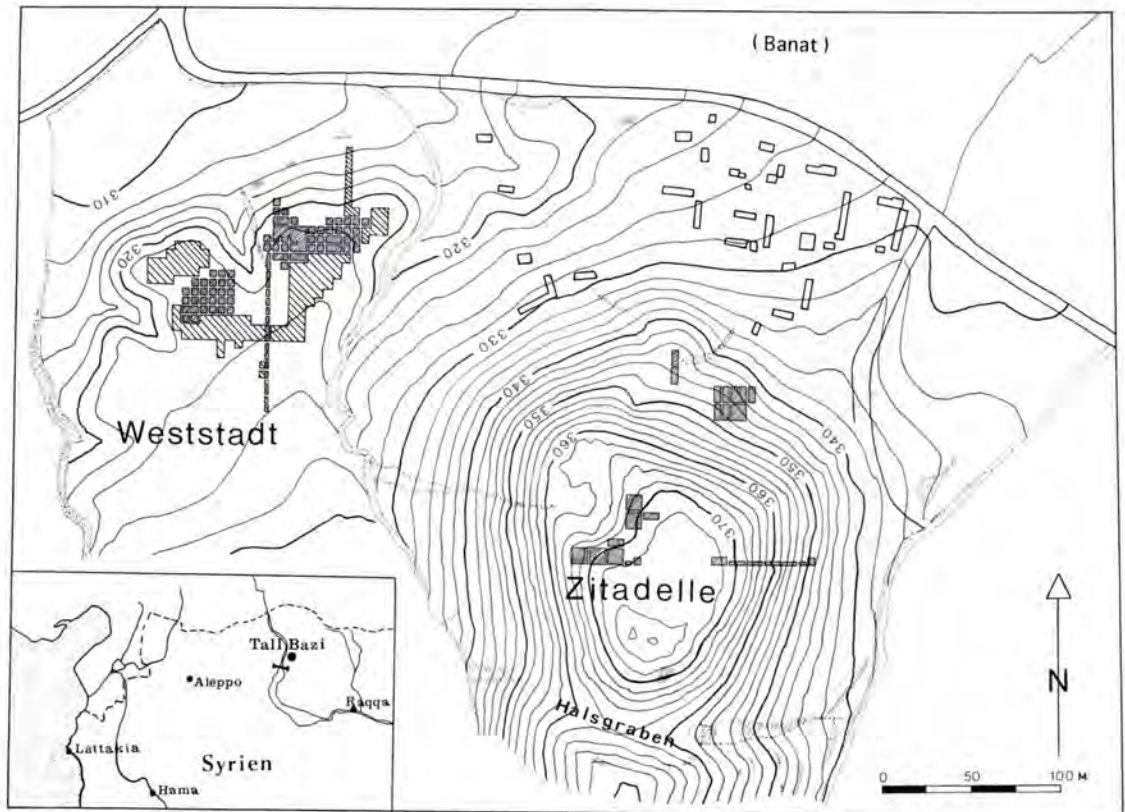 ( Banat )
310
320
320
330
340
350
360
340
350
360
370
Weststadt
Zitadelle
Halsgraben
N
0 50 100 M
Tall Bazi
Aleppo
Raqqa
Lattakia
Syrien
Hama